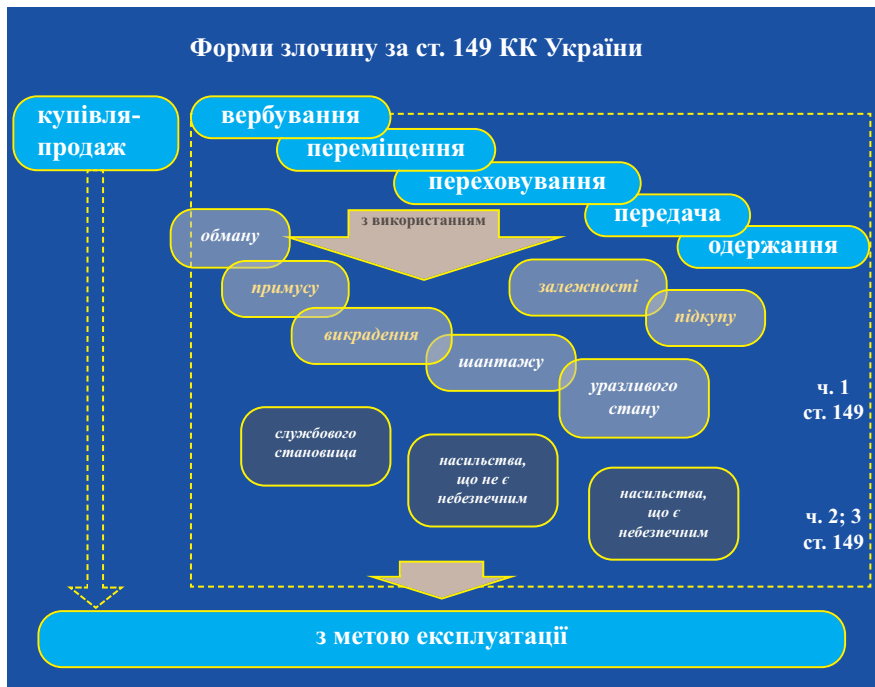 Форми злочину за ст. 149 КК України
купівля-
продаж
вербування
переміщення
переховування
передача
одержання
з використанням
обману
примусу
викрадення
шантажу
уразливого
стану
залежності
підкупу
ч. 1
ст. 149
службового
становища
насильства,
що не є
небезпечним
насильства,
що є
небезпечним
ч. 2; 3
ст. 149
з метою експлуатації